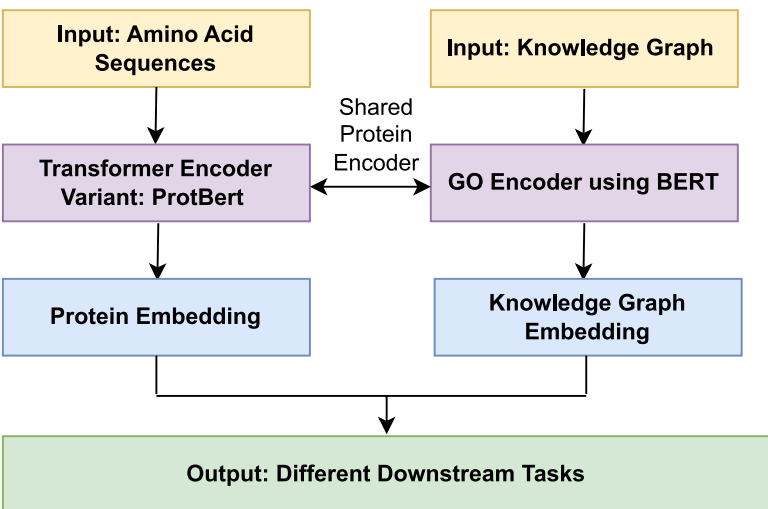 Input: Amino Acid
Sequences
Input: Knowledge Graph
Shared
Protein
Encoder
Transformer Encoder
Variant: ProtBert
GO Encoder using BERT
Protein Embedding
Knowledge Graph
Embedding
Output: Different Downstream Tasks